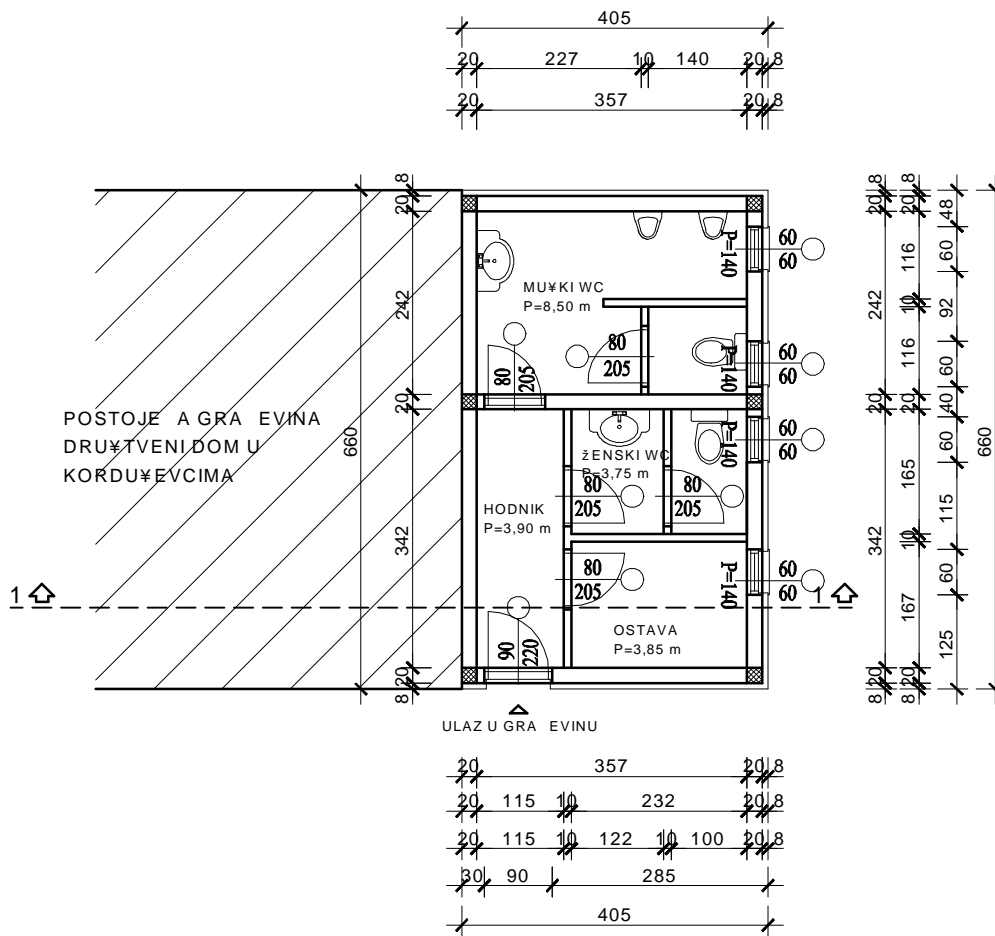 405
20 227 10 140 20 8
20 357 20 8
8 20 242 20 342 20 8
660
8 20 242 20 342 20 8
8 20 116 10 116 20 165 10 167 20 8
48 60 92 60 40 60 115 60 125
660
MU¥KI WC
P=8,50 m
80 205
80 205
P=140 60 60
P=140 60 60
P=140 60 60
P=140 60 60
POSTOJE A GRA EVINA
DRU¥TVENI DOM U
KORDU¥EVCIMA
žENSKI WC
P=3,75 m
80 205
80 205
HODNIK
P=3,90 m
80 205
1 1
OSTAVA
P=3,85 m
90 220
ULAZ U GRA EVINU
20 357 20 8
20 115 10 232 20 8
20 115 10 122 10 100 20 8
30 90 285
405